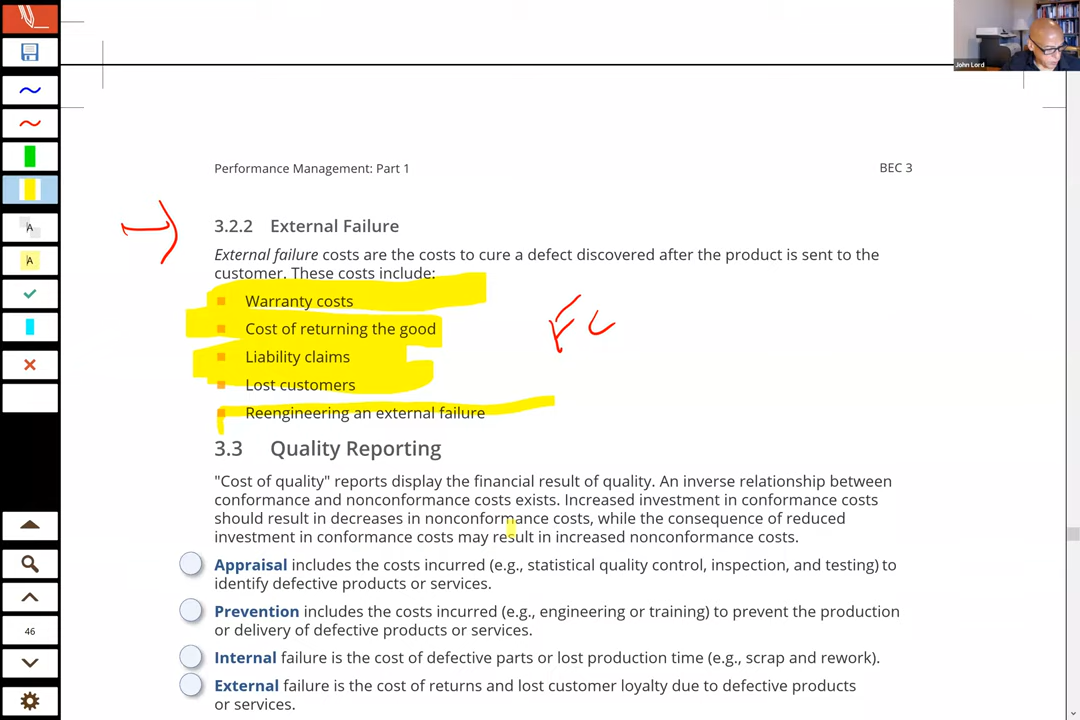 John Lord
Performance Management: Part 1
BEC 3
3.2.2 External Failure
External failure costs are the costs to cure a defect discovered after the product is sent to the
customer. These costs include:
Warranty costs
Cost of returning the good
FC
Liability claims
Lost customers
Reengineering an external failure
3.3 Quality Reporting
"Cost of quality" reports display the financial result of quality. An inverse relationship between
conformance and nonconformance costs exists. Increased investment in conformance costs
should result in decreases in nonconformance costs, while the consequence of reduced
investment in conformance costs may result in increased nonconformance costs.
Appraisal includes the costs incurred (e.g., statistical quality control, inspection, and testing) to
identify defective products or services.
Prevention includes the costs incurred (e.g., engineering or training) to prevent the production
or delivery of defective products or services.
Internal failure is the cost of defective parts or lost production time (e.g., scrap and rework).
External failure is the cost of returns and lost customer loyalty due to defective products
or services.
A
A
46